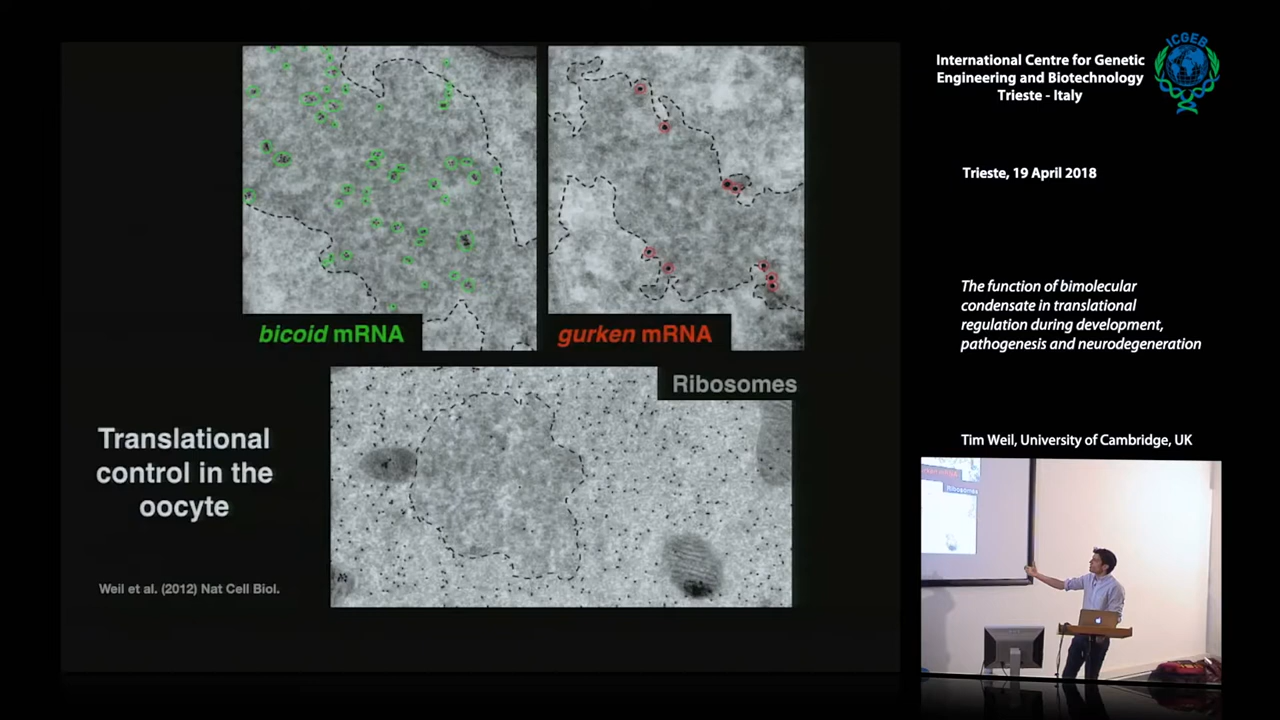 bicoid mRNA
gurken mRNA
Ribosomes
Translational
control in the
oocyte
Weil et al. (2012) Nat Cell Biol.
International Centre for Genetic
Engineering and Biotechnology
Trieste - Italy
ICGEB
Trieste, 19 April 2018
The function of bimolecular
condensate in translational
regulation during development,
pathogenesis and neurodegeneration
Tim Weil, University of Cambridge, UK
Ribosomes